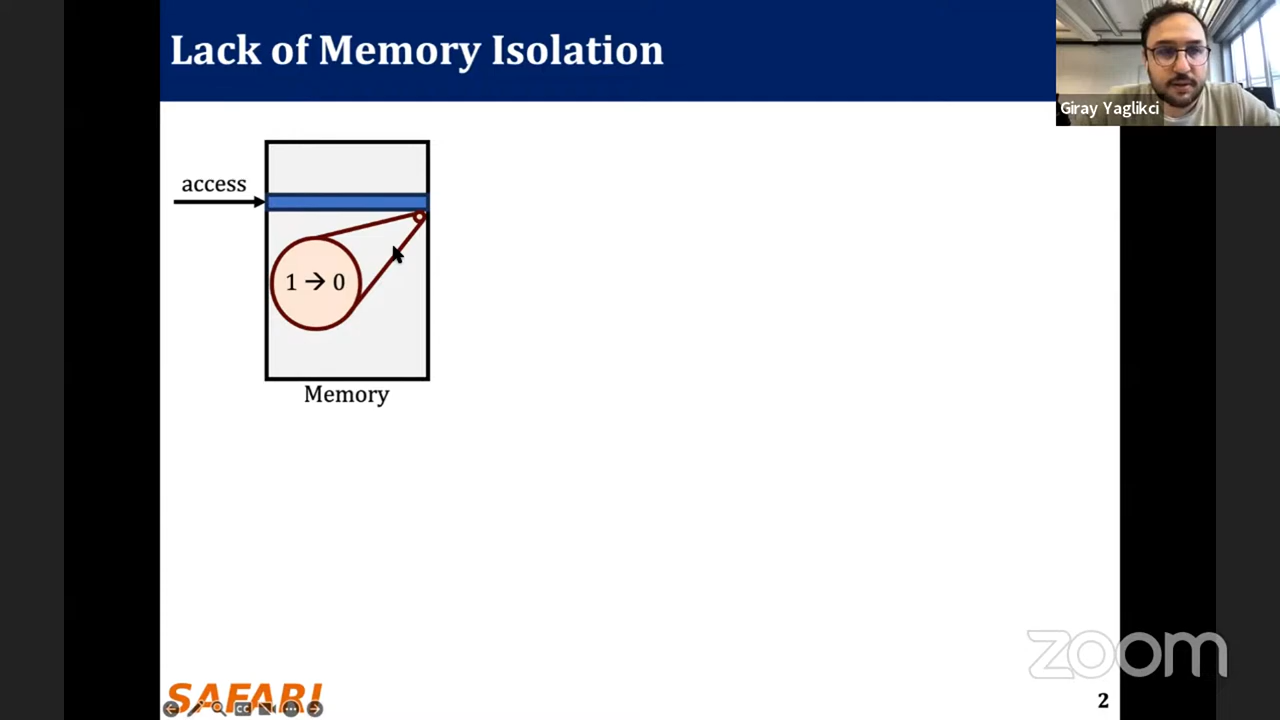 Lack of Memory Isolation
Giray Yaglikci
access
1 → 0
Memory
zoom
SAFARI
2